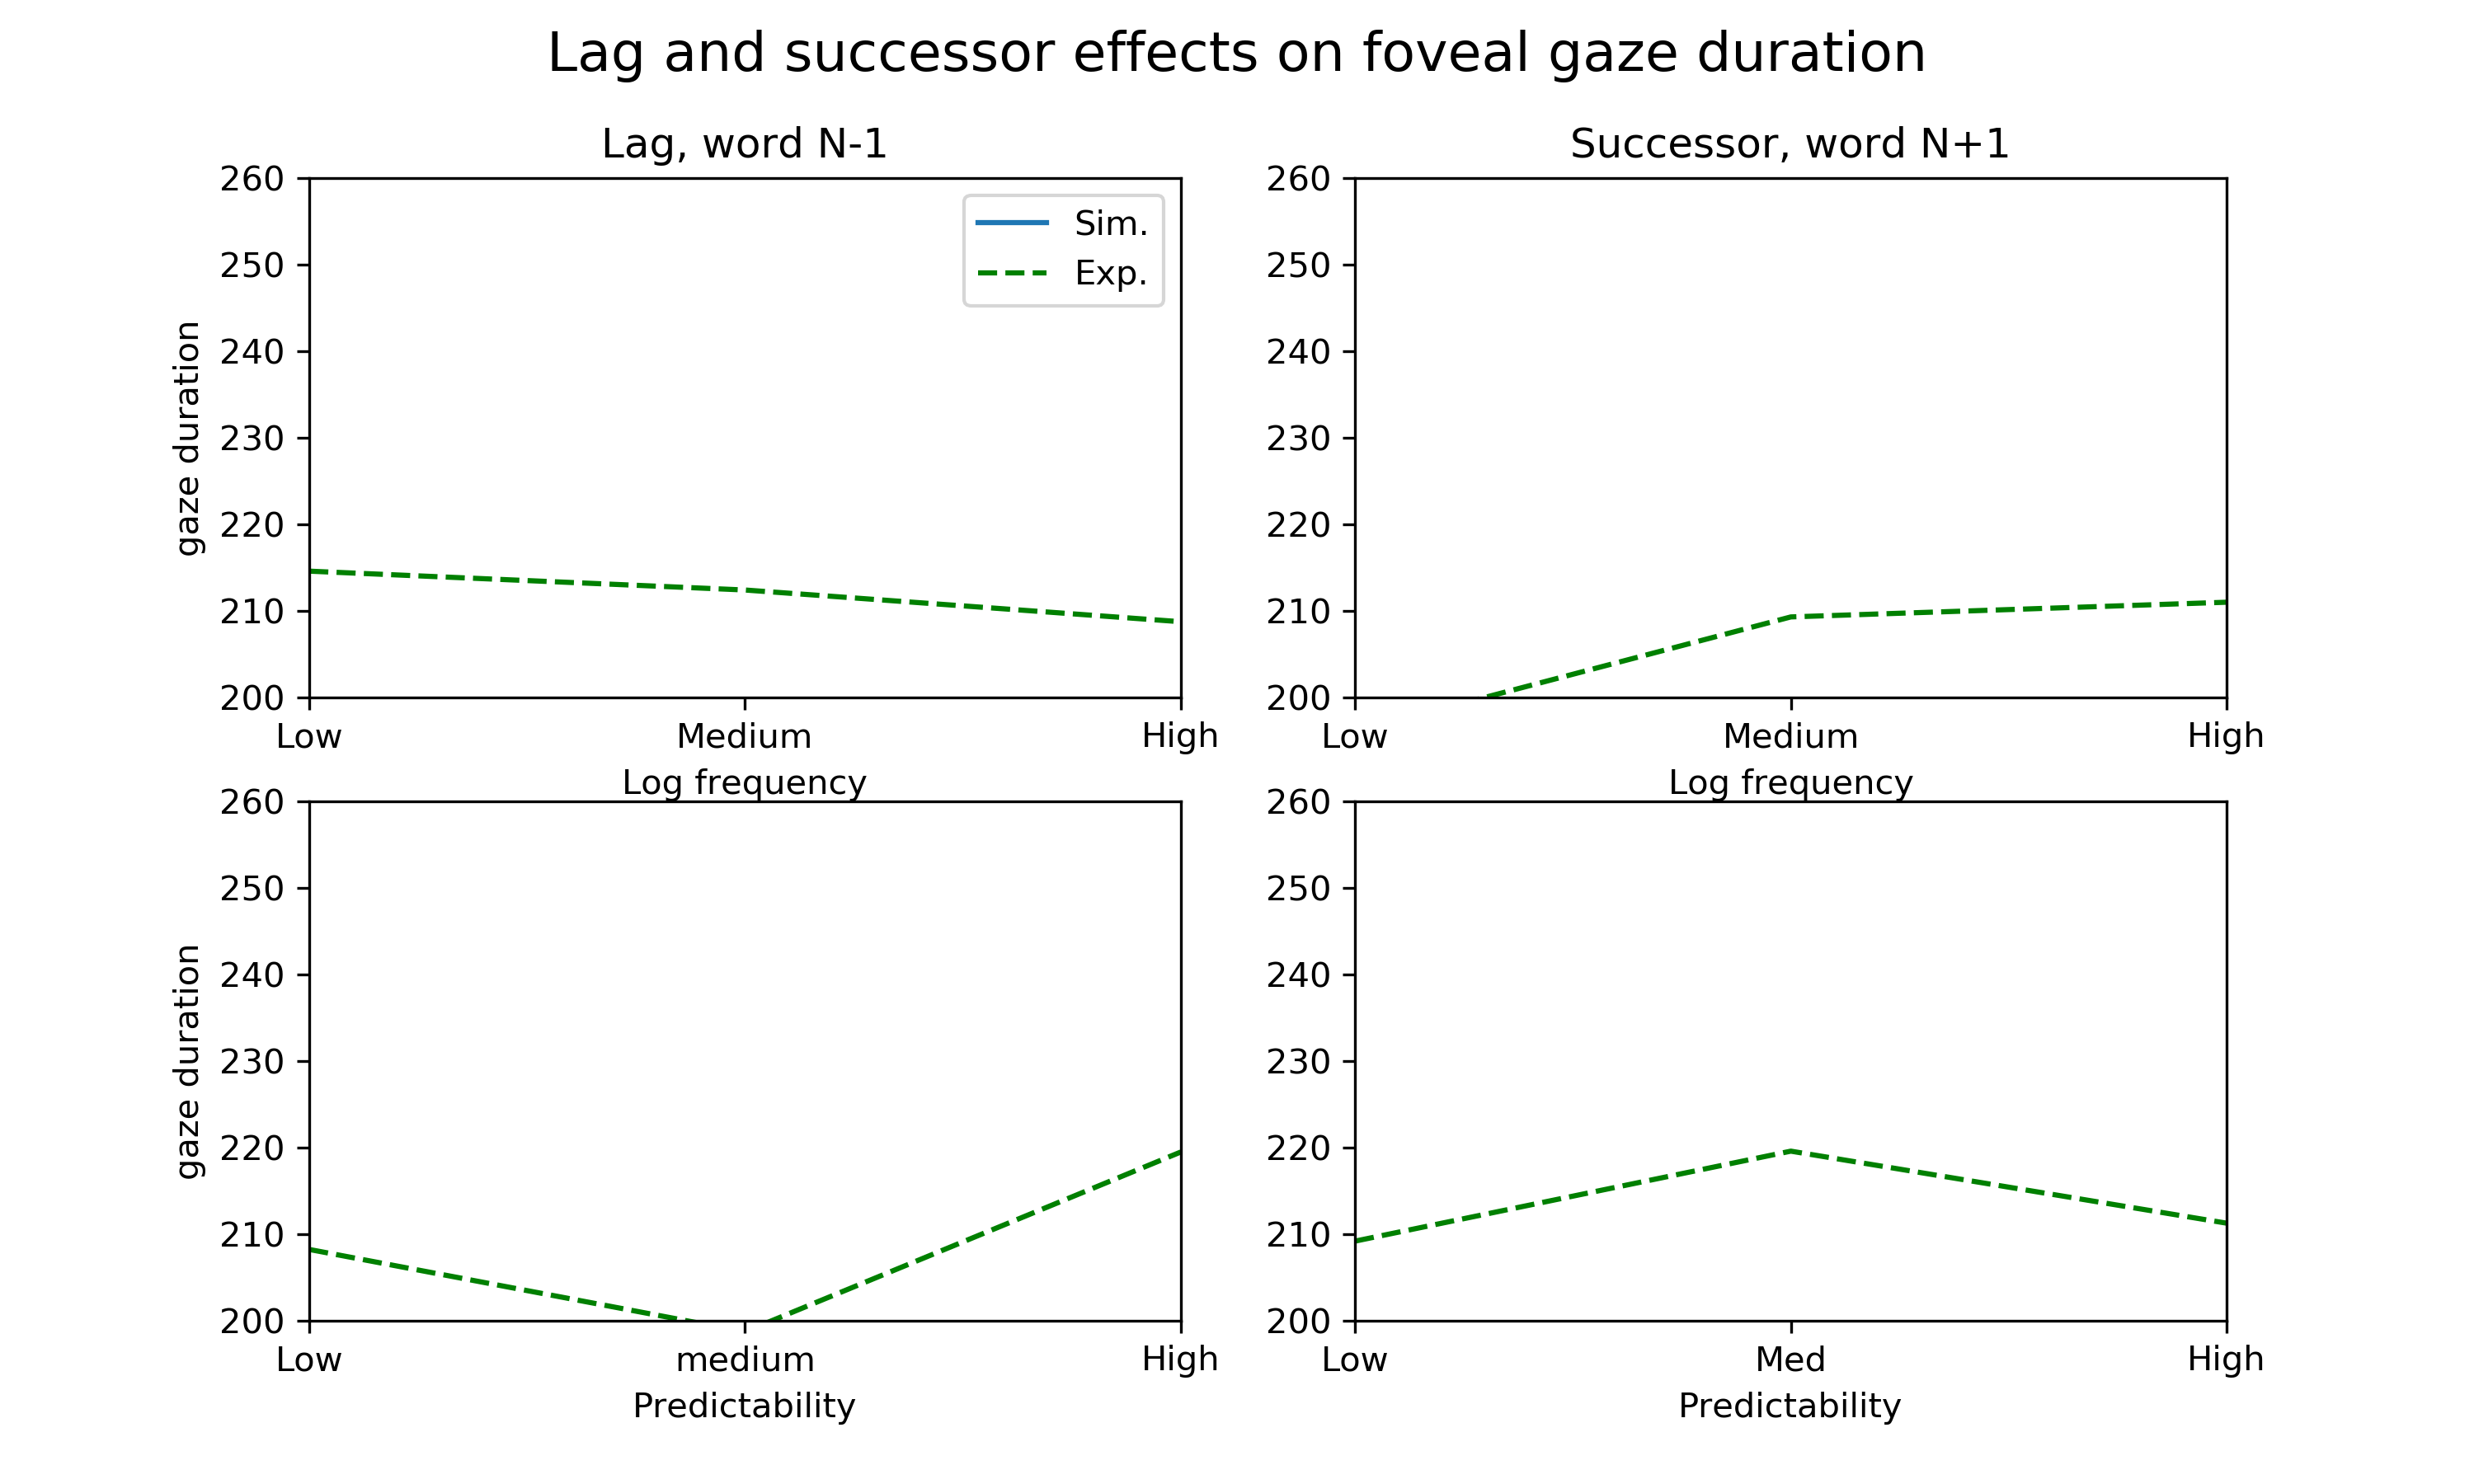 Lag and successor effects on foveal gaze duration
Lag, word N-1
260
250
240
230
220
210
200
gaze duration
Sim.
Exp.
Low Medium High
Log frequency
Successor, word N+1
260
250
240
230
220
210
200
Low Medium High
Log frequency
260
250
240
230
220
210
200
gaze duration
Low medium High
Predictability
260
250
240
230
220
210
200
Low Med High
Predictability